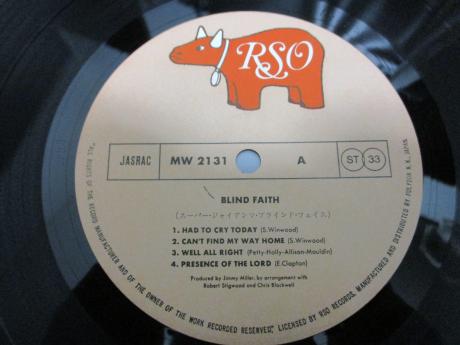 RSO
JASRAC MW 2131 A ST 33
BLIND FAITH
(スーパー・ジャイアンツ・ブラインド・フェイス)
1. HAD TO CRY TODAY (S.Winwood)
2. CAN'T FIND MY WAY HOME (S.Winwood)
3. WELL ALL RIGHT (Petty-Holly-Allison-Mouldin)
4. PRESENCE OF THE LORD (E.Clapton)
Produced by Jimmy Miller, by arrangement with
Robert Stigwood and Chris Blackwell
"ALL RIGHTS OF THE RECORD MANUFACTURER AND OF THE OWNER OF THE WORK RECORDED RESERVED," LICENSED BY RSO RECORDS, MANUFACTURED AND DISTRIBUTED BY POLYDOR K.K. JAPAN